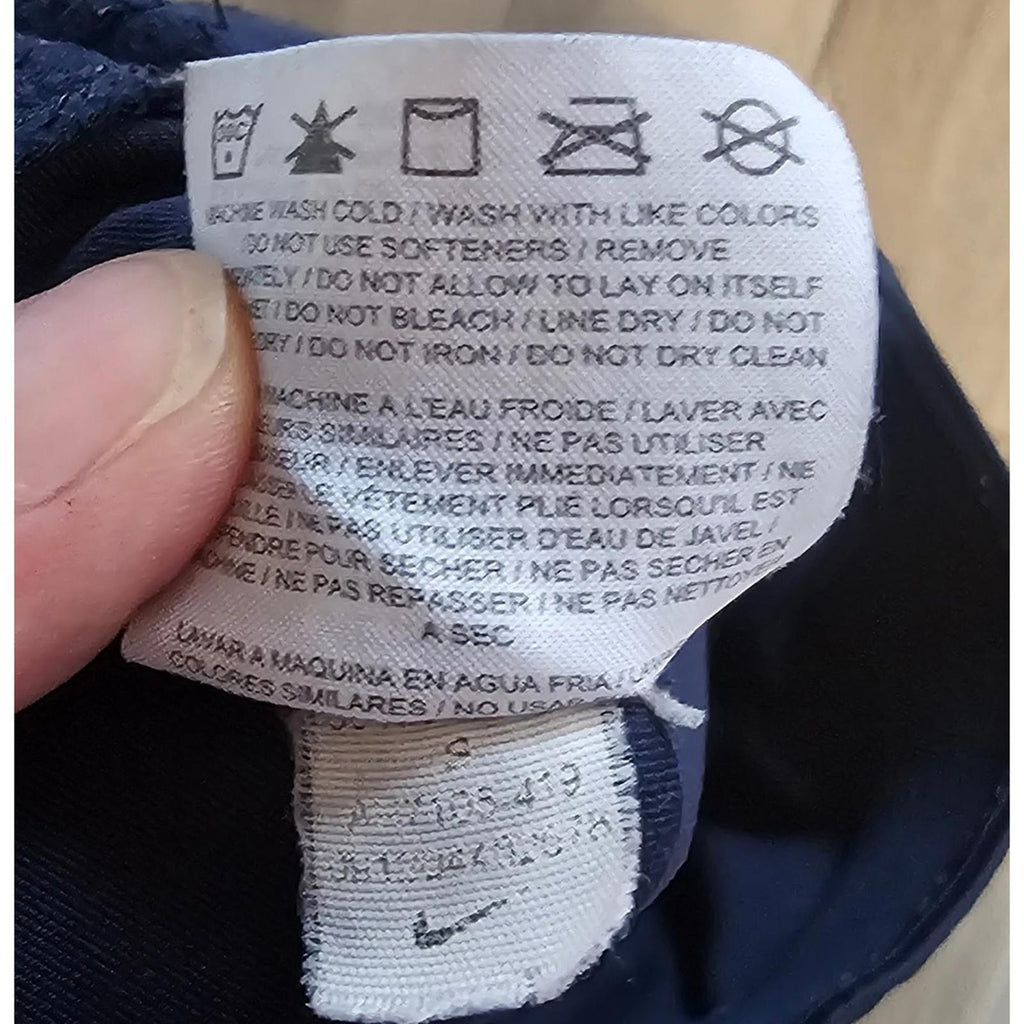 MACHINE WASH COLD / WASH WITH LIKE COLORS
/DO NOT USE SOFTENERS / REMOVE
/ DO NOT ALLOW TO LAY ON ITSELF
/ DO NOT BLEACH / LINE DRY / DO NOT
/ DO NOT IRON / DO NOT DRY CLEAN
MACHINE A L'EAU FROIDE / LAVER AVEC
SIMILAIRES / NE PAS UTILISER
/ ENLEVER IMMEDIATEMENT / NE
VÊTEMENT PLIE LORSQU'IL EST
/ NE PAS UTILISER D'EAU DE JAVEL /
POUR SECHER / NE PAS SECHER EN
/ NE PAS REPASSER / NE PAS
A SEC
LAVAR A MAQUINA EN AGUA FRIA /
COLORES SIMILARES / NO